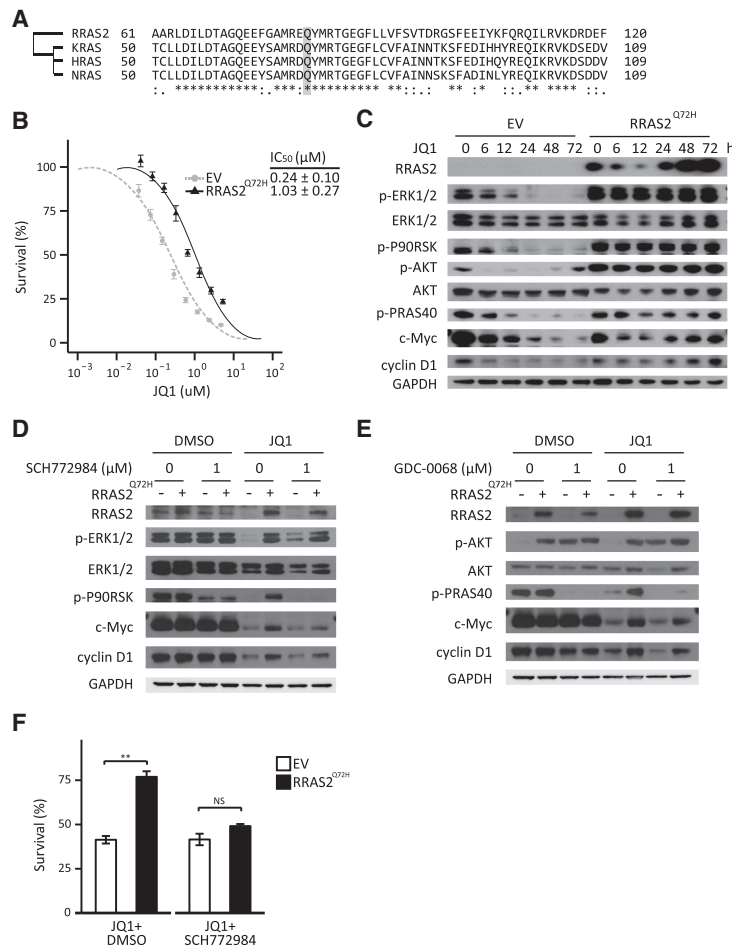 A
RRAS2 61 AARLDILDTAGQEEFGAMREQYMRTGEGFLLVFSVTDRGSFEEIYKFQRQILRVKDRDEF 120
KRAS 50 TCLLDILDTAGQEEYSAMRDQYMRTGEGFLCVFAINNTKSFEDIHHYREQIKRVKDSEDV 109
HRAS 50 TCLLDILDTAGQEEYSAMRDQYMRTGEGFLCVFAINNTKSFEDIHQYREQIKRVKDSDDV 109
NRAS 50 TCLLDILDTAGQEEYSAMRDQYMRTGEGFLCVFAINNSKSFADINLYREQIKRVKDSDDV 109
:. ***********:.***:********** **::.: ** *: :*.** **** .::.
B
IC50 (μM)
EV 0.24 ± 0.10
RRAS2Q72H 1.03 ± 0.27
100
75
50
25
0
Survival (%)
10−3 10−2 10−1 100 101 102
JQ1 (uM)
C
EV RRAS2Q72H
JQ1 0 6 12 24 48 72 0 6 12 24 48 72 h
RRAS2
p-ERK1/2
ERK1/2
p-P90RSK
p-AKT
AKT
p-PRAS40
c-Myc
cyclin D1
GAPDH
D
DMSO JQ1
SCH772984 (μM) 0 1 0 1
RRAS2Q72H - + - + - + - +
RRAS2
p-ERK1/2
ERK1/2
p-P90RSK
c-Myc
cyclin D1
GAPDH
E
DMSO JQ1
GDC-0068 (μM) 0 1 0 1
RRAS2Q72H - + - + - + - +
RRAS2
p-AKT
AKT
p-PRAS40
c-Myc
cyclin D1
GAPDH
F
EV
RRAS2Q72H
**
NS
75
50
25
0
Survival (%)
JQ1+ JQ1+
DMSO SCH772984